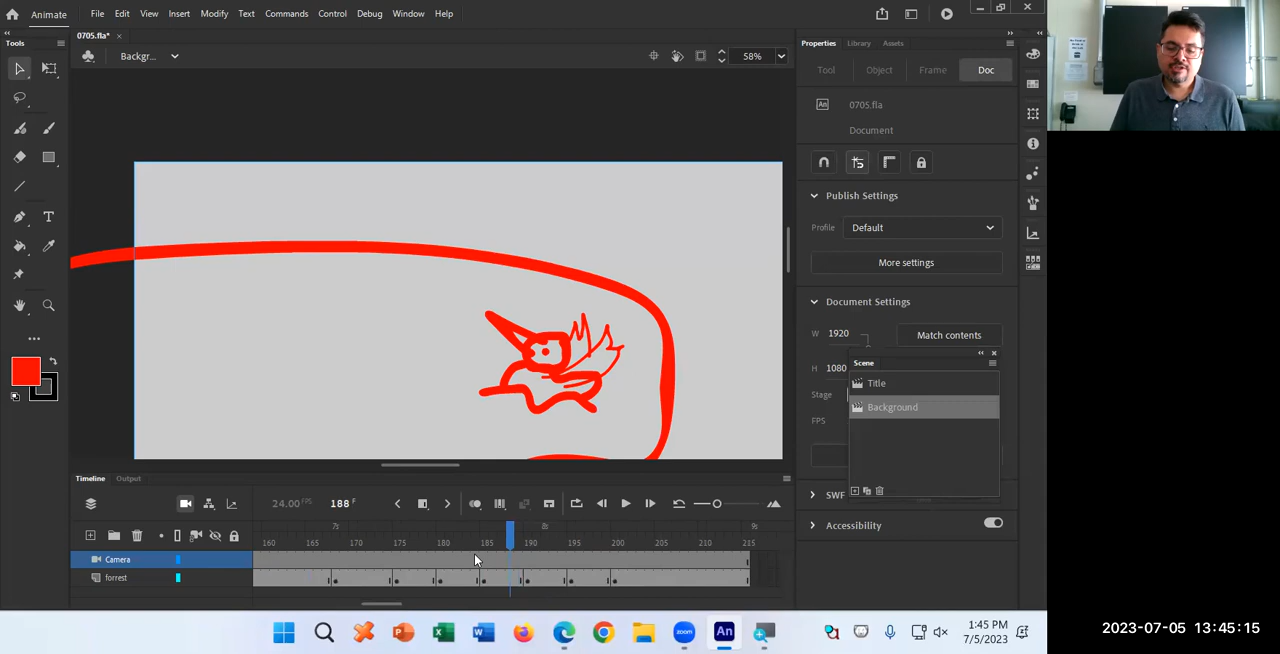 Animate File Edit View Insert Modify Text Commands Control Debug Window Help
0705.fla*
Tools
Backgr... 58%
Properties Library Assets
Tool Object Frame Doc
An 0705.fla
Document
Publish Settings
Profile Default
More settings
Document Settings
W 1920 Match contents
H 1080
Stage
FPS
Scene
Title
Background
SWF
Accessibility
Timeline Output
24.00 FPS 188 F
7s 8s 9s
160 165 170 175 180 185 190 195 200 205 210 215
Camera
forrest
1:45 PM
7/5/2023
2023-07-05 13:45:15